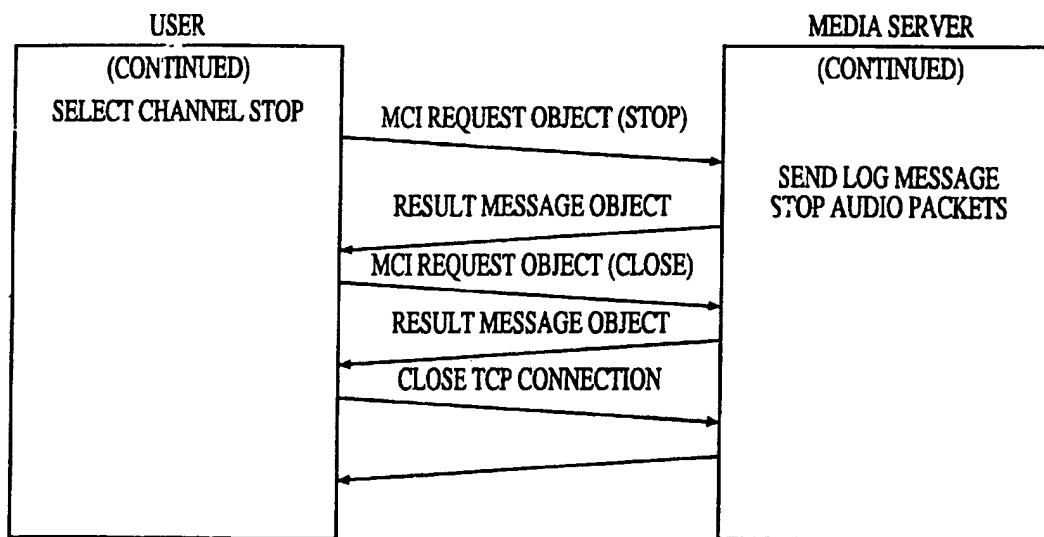 USER
MEDIA SERVER
(CONTINUED)
(CONTINUED)
SELECT CHANNEL STOP
MCI REQUEST OBJECT (STOP)
SEND LOG MESSAGE
STOP AUDIO PACKETS
RESULT MESSAGE OBJECT
MCI REQUEST OBJECT (CLOSE)
RESULT MESSAGE OBJECT
CLOSE TCP CONNECTION